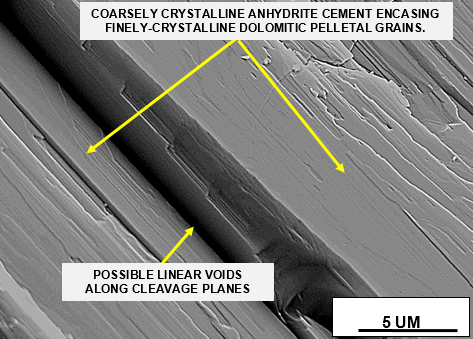 COARSELY CRYSTALLINE ANHYDRITE CEMENT ENCASING
FINELY-CRYSTALLINE DOLOMITIC PELLETAL GRAINS.
POSSIBLE LINEAR VOIDS
ALONG CLEAVAGE PLANES
5 UM